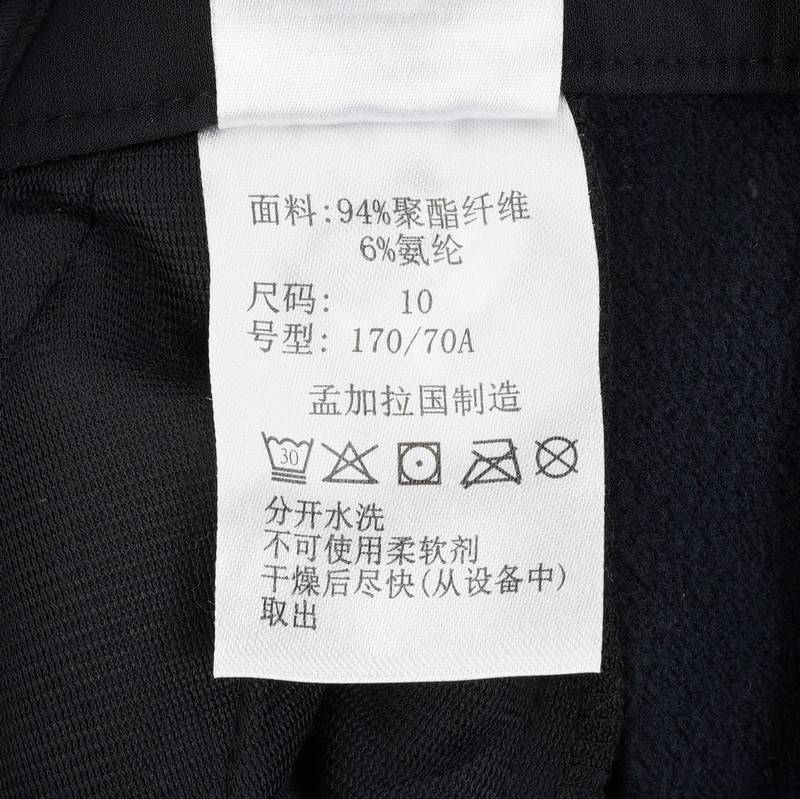 面料:94%聚酯纤维
6%氨纶
尺码: 10
号型: 170/70A
孟加拉国制造
30
分开水洗
不可使用柔软剂
干燥后尽快(从设备中)
取出